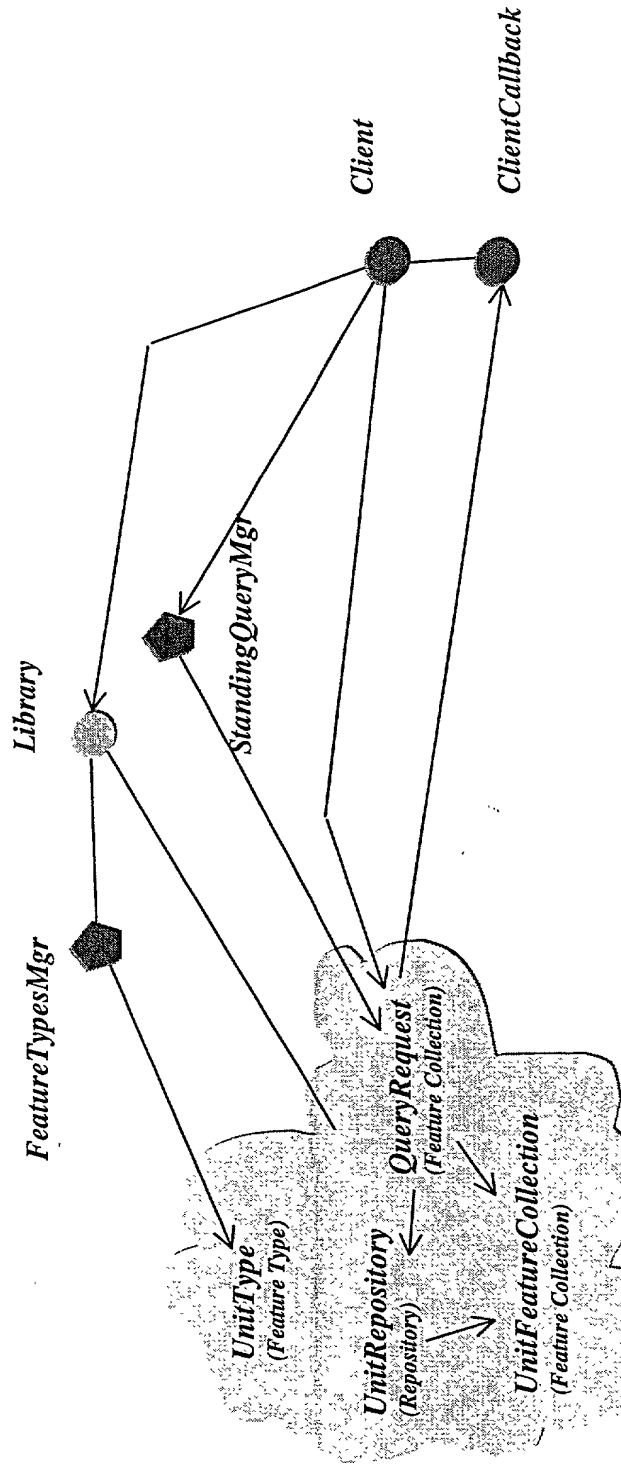 FeatureTypesMgr
Library
UnitType
(Feature Type)
StandingQueryMgr
Client
UnitRepository
(Repository)
QueryRequest
(Feature Collection)
ClientCallback
UnitFeatureCollection
(Feature Collection)